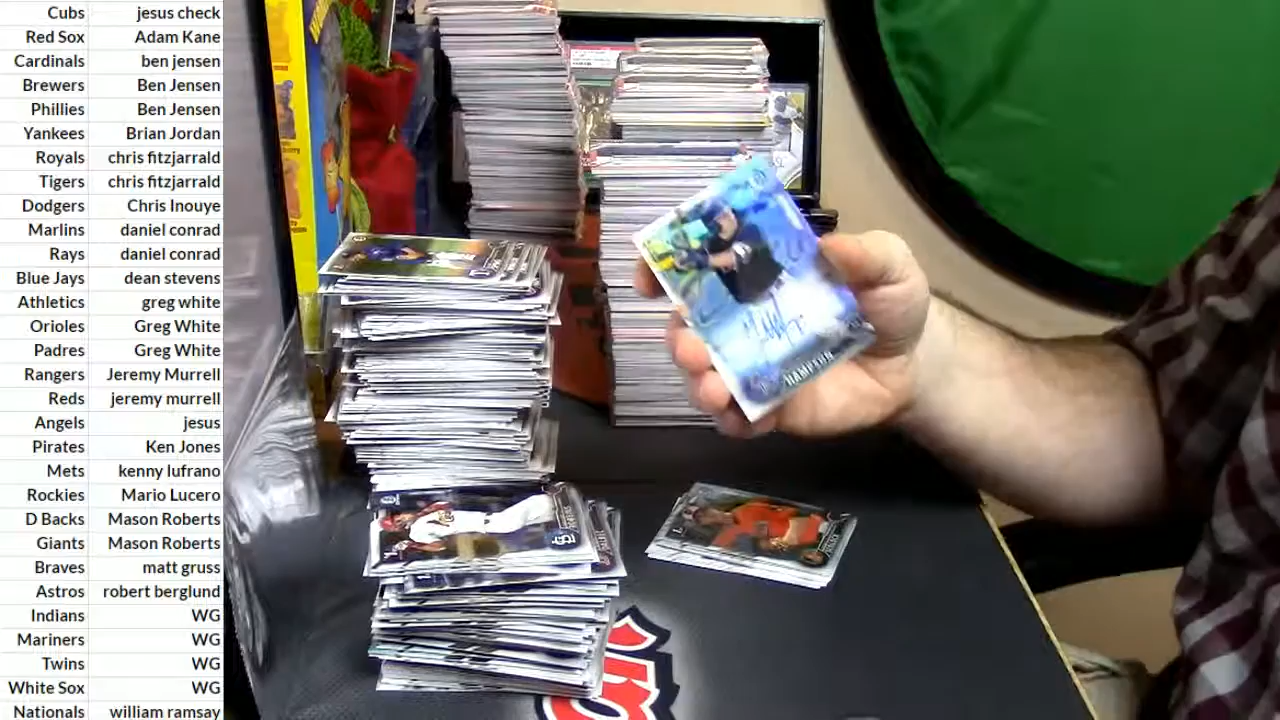 Cubs jesus check
Red Sox Adam Kane
Cardinals ben jensen
Brewers Ben Jensen
Phillies Ben Jensen
Yankees Brian Jordan
Royals chris fitzjarrald
Tigers chris fitzjarrald
Dodgers Chris Inouye
Marlins daniel conrad
Rays daniel conrad
Blue Jays dean stevens
Athletics greg white
Orioles Greg White
Padres Greg White
Rangers Jeremy Murrell
Reds jeremy murrell
Angels jesus
Pirates Ken Jones
Mets kenny lufrano
Rockies Mario Lucero
D Backs Mason Roberts
Giants Mason Roberts
Braves matt gruss
Astros robert berglund
Indians WG
Mariners WG
Twins WG
White Sox WG
Nationals william ramsay
HAMPSON